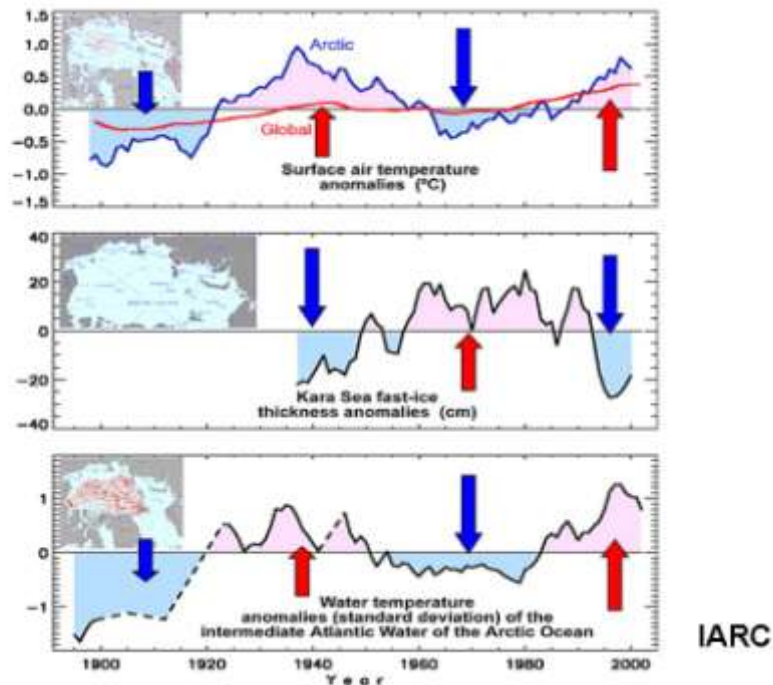 1.5
1.0
0.5
0.0
-0.5
-1.0
-1.5
Arctic
Global
Surface air temperature
anomalies (ºC)
40
20
0
-20
-40
Kara Sea fast-ice
thickness anomalies (cm)
1
0
-1
Water temperature
anomalies (standard deviation) of the
intermediate Atlantic Water of the Arctic Ocean
1900 1920 1940 1960 1980 2000
Year
IARC